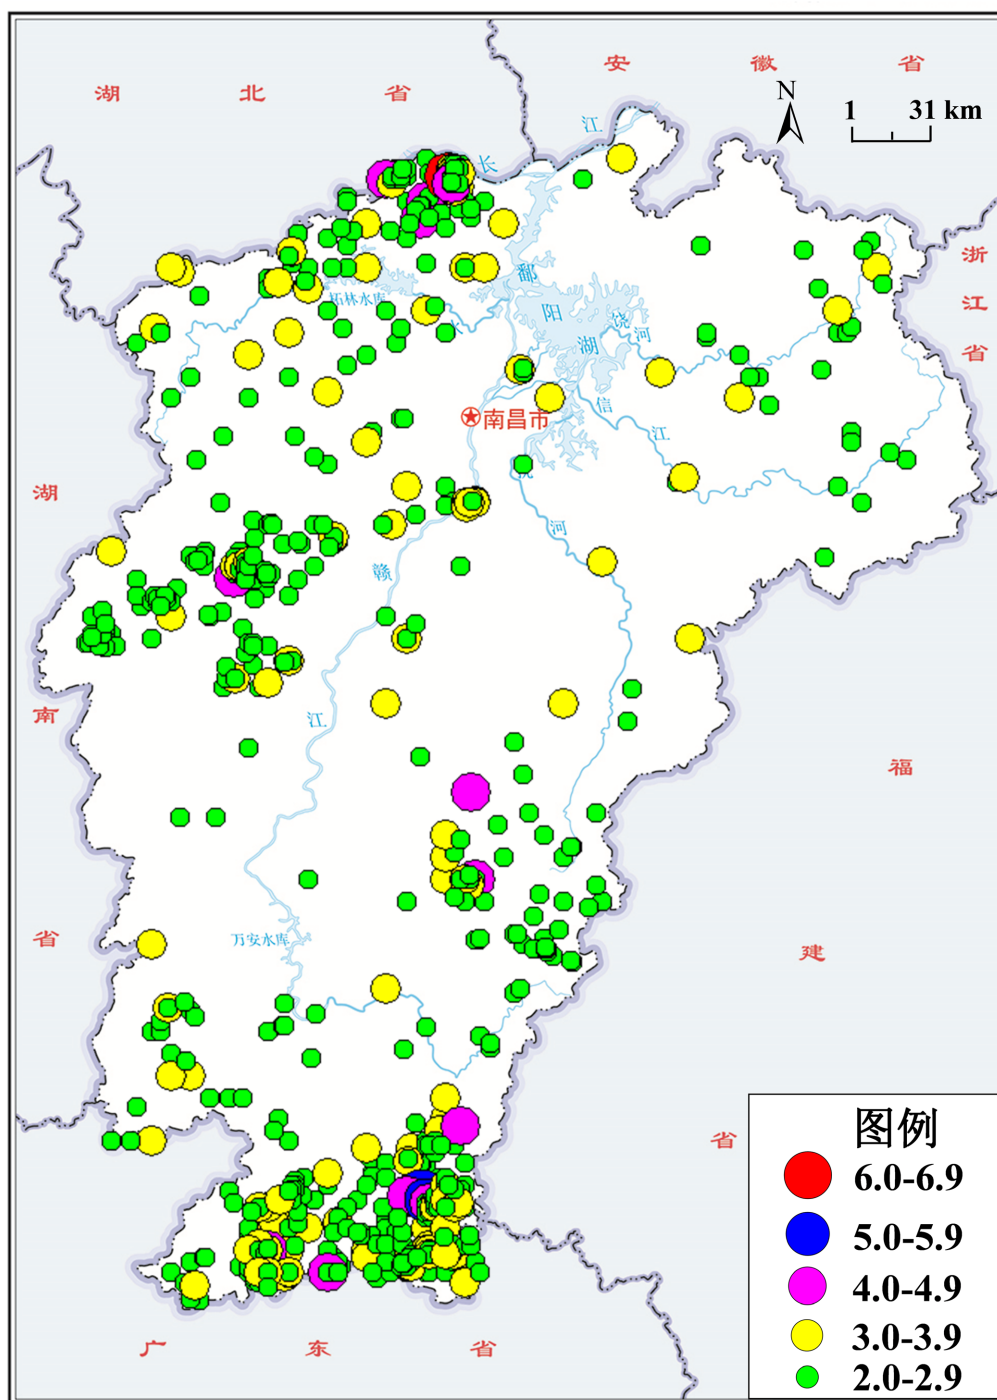 安 徽 省
湖 北 省
N
1 31 km
江
长
浙
江
省
鄱
阳
湖
柘林水库
饶
河
信
江
南昌市
湖
河
赣
江
南
福
省
万安水库
建
省
广 东 省
图例
6.0-6.9
5.0-5.9
4.0-4.9
3.0-3.9
2.0-2.9